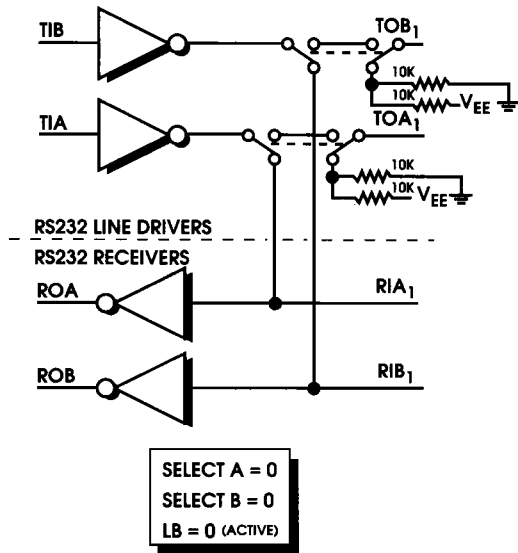 TIB
TOB1
10K
10K
VEE
TIA
TOA1
10K
10K
VEE
RS232 LINE DRIVERS
RS232 RECEIVERS
ROA
RIA1
ROB
RIB1
SELECT A = 0
SELECT B = 0
LB = 0 (ACTIVE)